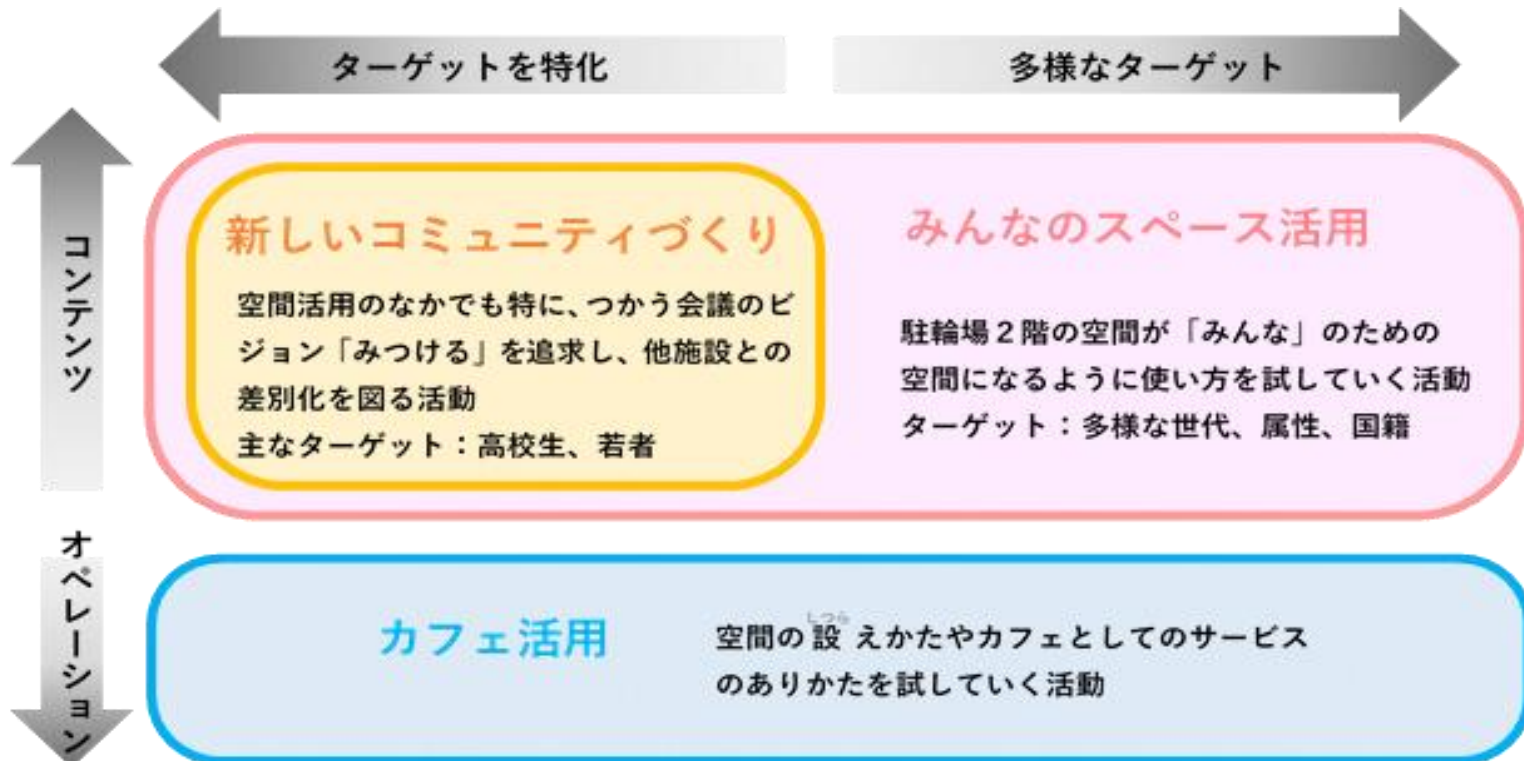 ターゲットを特化
多様なターゲット
コンテンツ
新しいコミュニティづくり
空間活用のなかでも特に、つかう会議のビ
ジョン「みつける」を追求し、他施設との
差別化を図る活動
主なターゲット：高校生、若者
みんなのスペース活用
駐輪場２階の空間が「みんな」のための
空間になるように使い方を試していく活動
ターゲット：多様な世代、属性、国籍
オペレーション
カフェ活用
しつら
空間の設 えかたやカフェとしてのサービス
のありかたを試していく活動